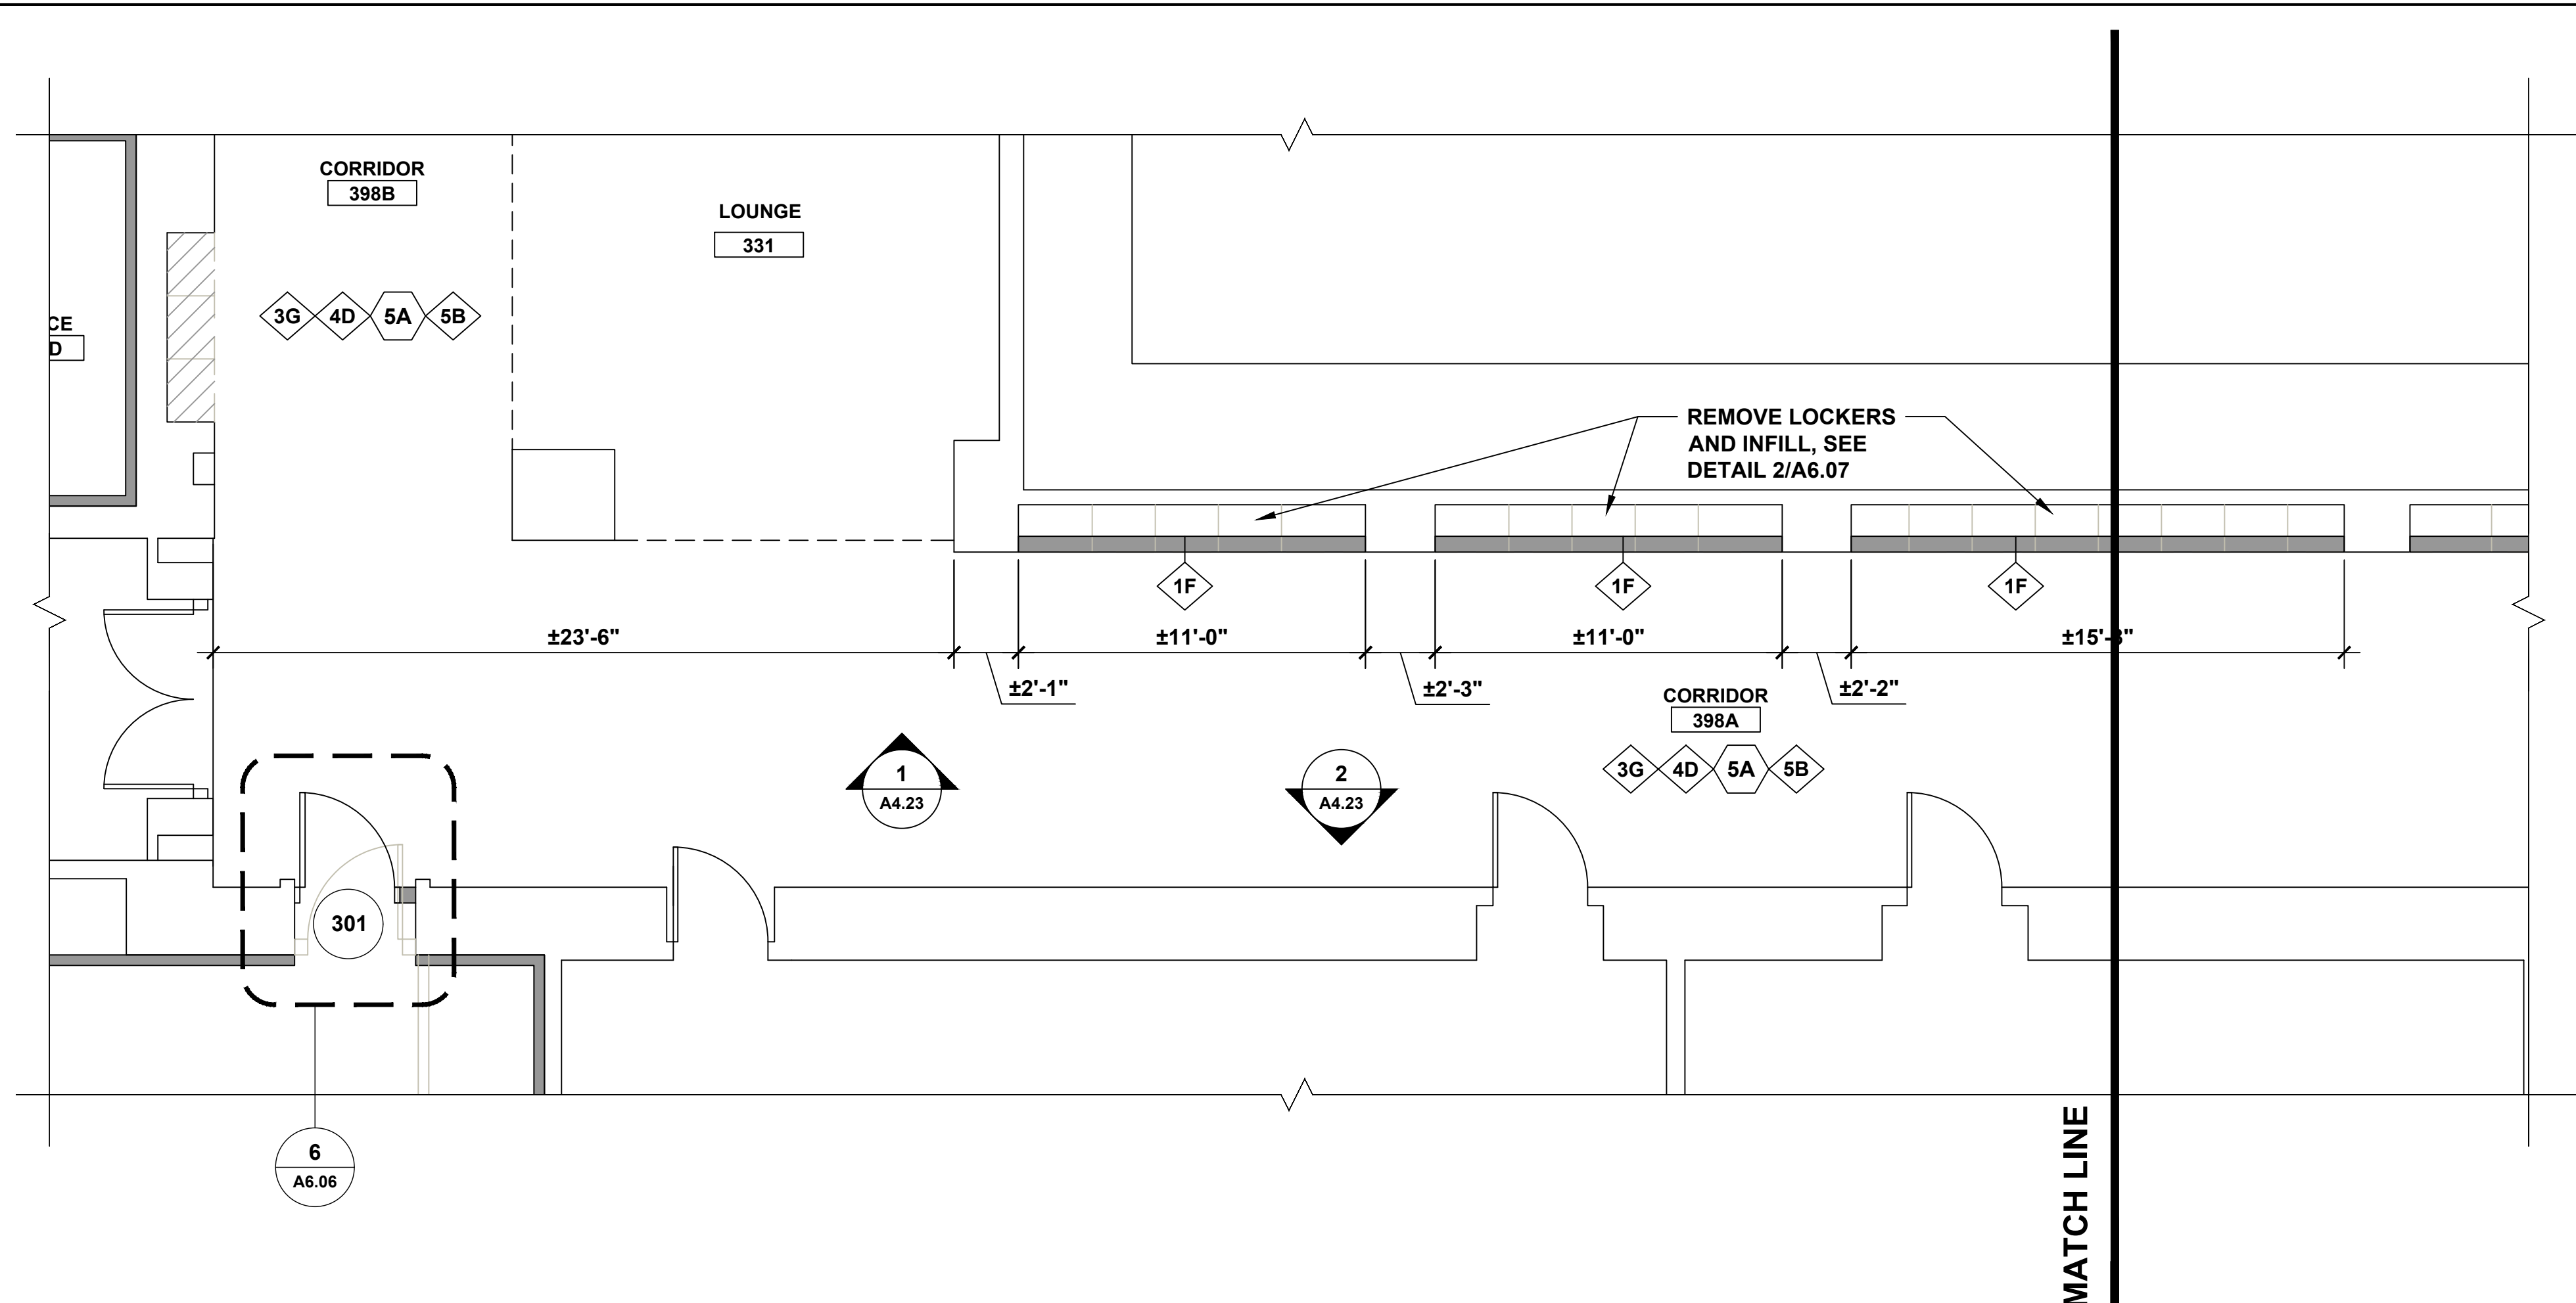 CORRIDOR
398B
LOUNGE
331
CE
D
3G 4D 5A 5B
REMOVE LOCKERS
AND INFILL, SEE
DETAIL 2/A6.07
1F 1F 1F
±23'-6" ±11'-0" ±11'-0"
±2'-1" ±2'-3" ±2'-2"
CORRIDOR
398A
3G 4D 5A 5B
1
A4.23
2
A4.23
301
6
A6.06
MATCH LINE